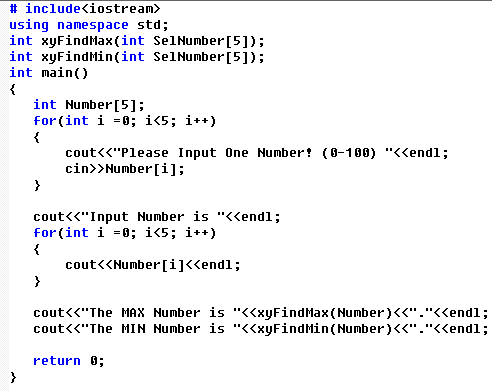 # include<iostream>
using namespace std;
int xyFindMax(int SelNumber[5]);
int xyFindMin(int SelNumber[5]);
int main()
{
int Number[5];
for(int i =0; i<5; i++)
{
cout<<"Please Input One Number! (0-100) "<<endl;
cin>>Number[i];
}
cout<<"Input Number is "<<endl;
for(int i =0; i<5; i++)
{
cout<<Number[i]<<endl;
}
cout<<"The MAX Number is "<<xyFindMax(Number)<<"."<<endl;
cout<<"The MIN Number is "<<xyFindMin(Number)<<"."<<endl;
return 0;
}